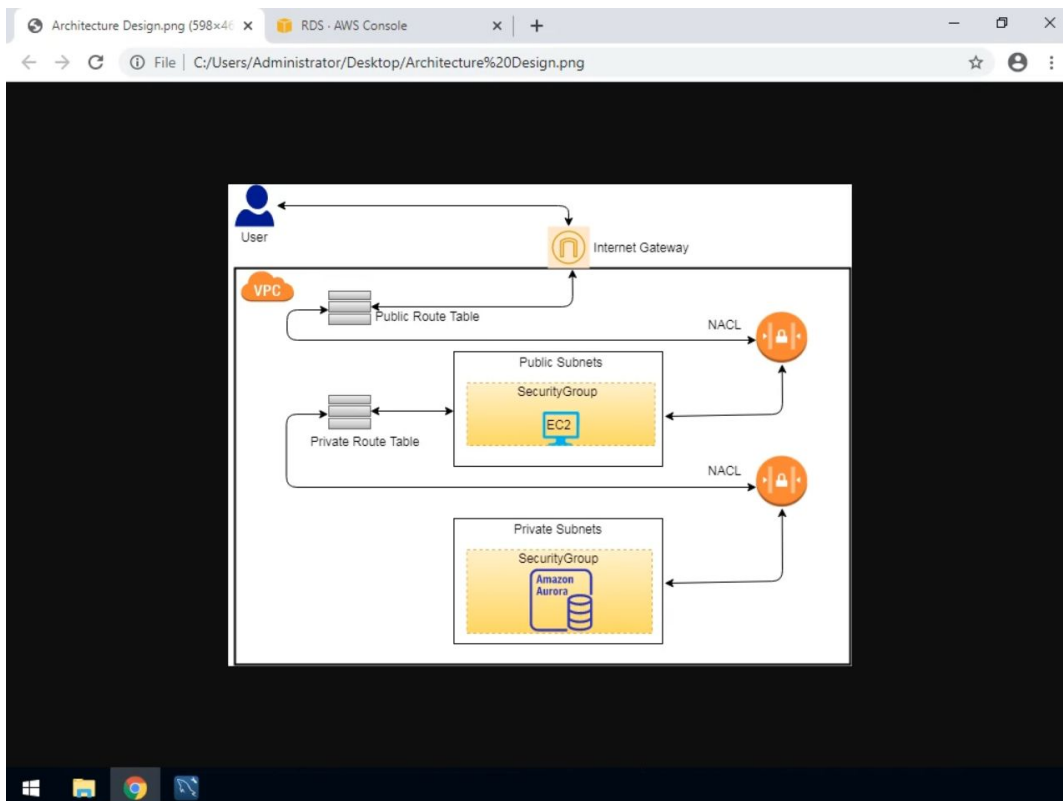 Architecture Design.png (598×46
RDS - AWS Console
File | C:/Users/Administrator/Desktop/Architecture%20Design.png
User
Internet Gateway
VPC
Public Route Table
NACL
Public Subnets
SecurityGroup
EC2
Private Route Table
NACL
Private Subnets
SecurityGroup
Amazon
Aurora